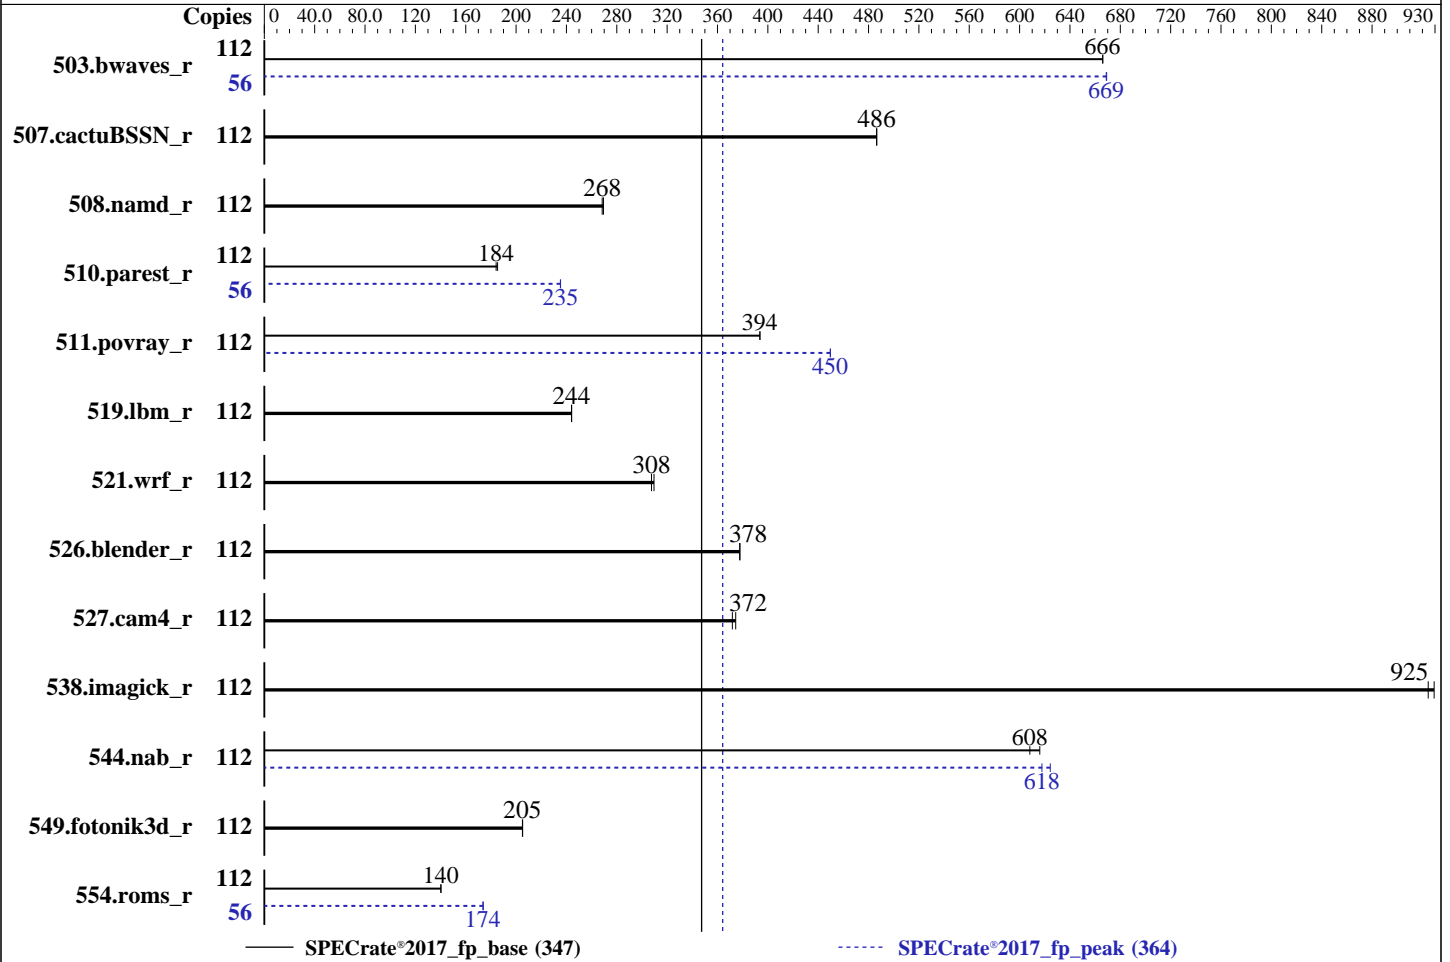 Copies 0 40.0 80.0 120 160 200 240 280 320 360 400 440 480 520 560 600 640 680 720 760 800 840 880 930
503.bwaves_r 112 666
56 669
507.cactuBSSN_r 112 486
508.namd_r 112 268
510.parest_r 112 184
56 235
511.povray_r 112 394
450
519.lbm_r 112 244
521.wrf_r 112 308
526.blender_r 112 378
527.cam4_r 112 372
538.imagick_r 112 925
544.nab_r 112 608
618
549.fotonik3d_r 112 205
554.roms_r 112 140
56 174
SPECrate®2017_fp_base (347) SPECrate®2017_fp_peak (364)